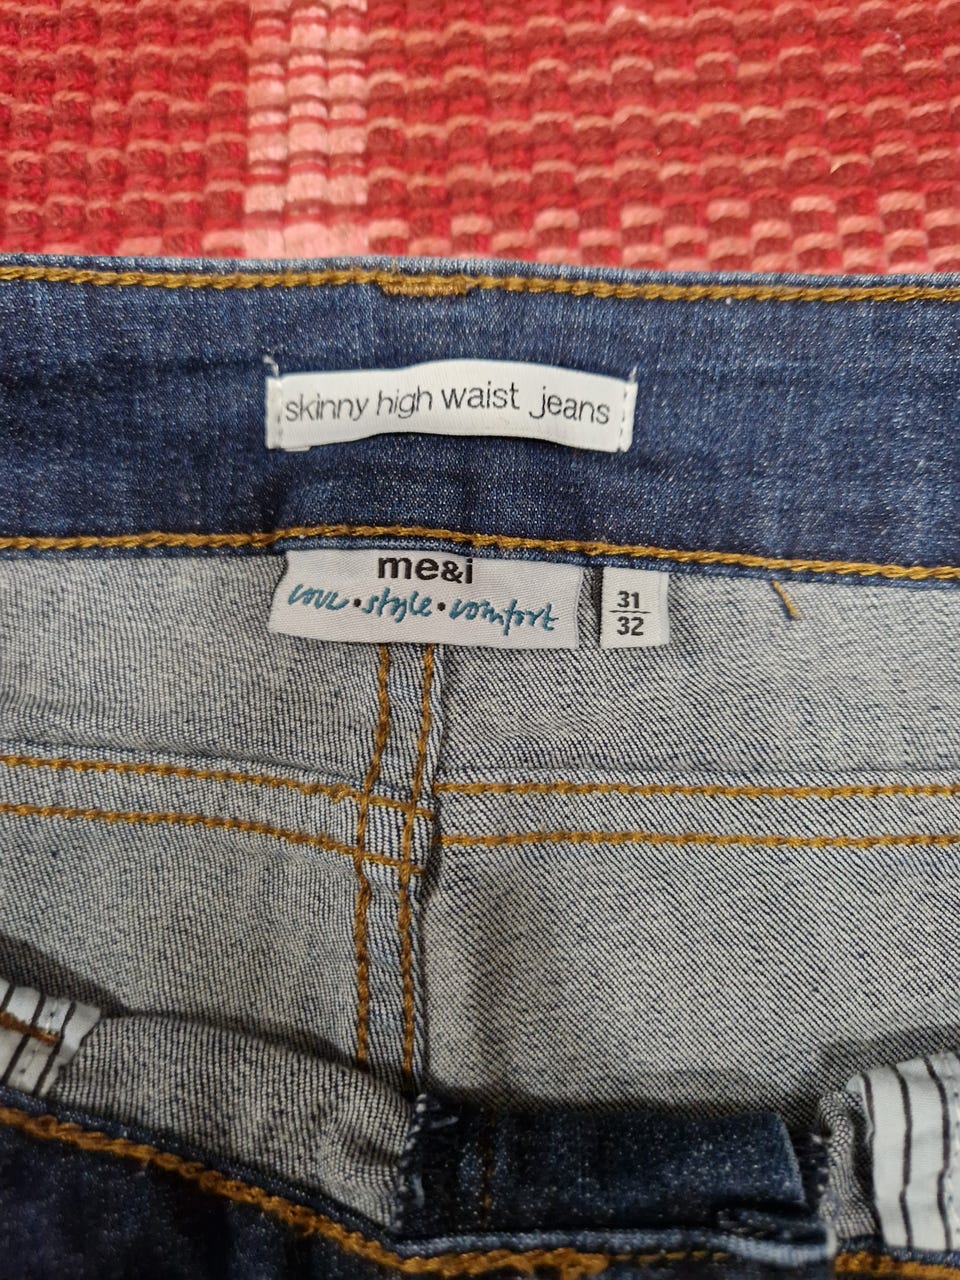 skinny high waist jeans
me&i
love • style • comfort
31
32